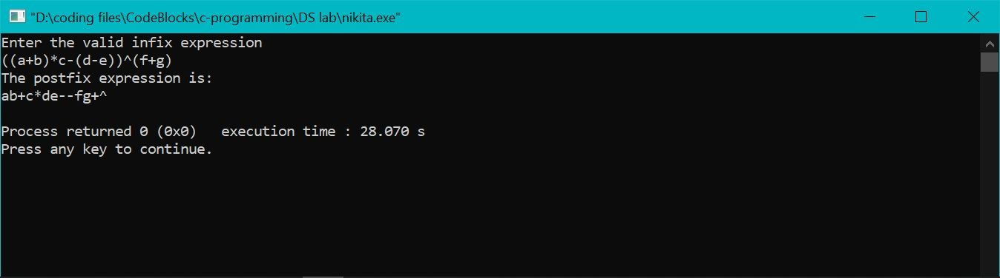 "D:\coding files\CodeBlocks\c-programming\DS lab\nikita.exe"
Enter the valid infix expression
((a+b)*c-(d-e))^(f+g)
The postfix expression is:
ab+c*de--fg+^
Process returned 0 (0x0)   execution time : 28.070 s
Press any key to continue.